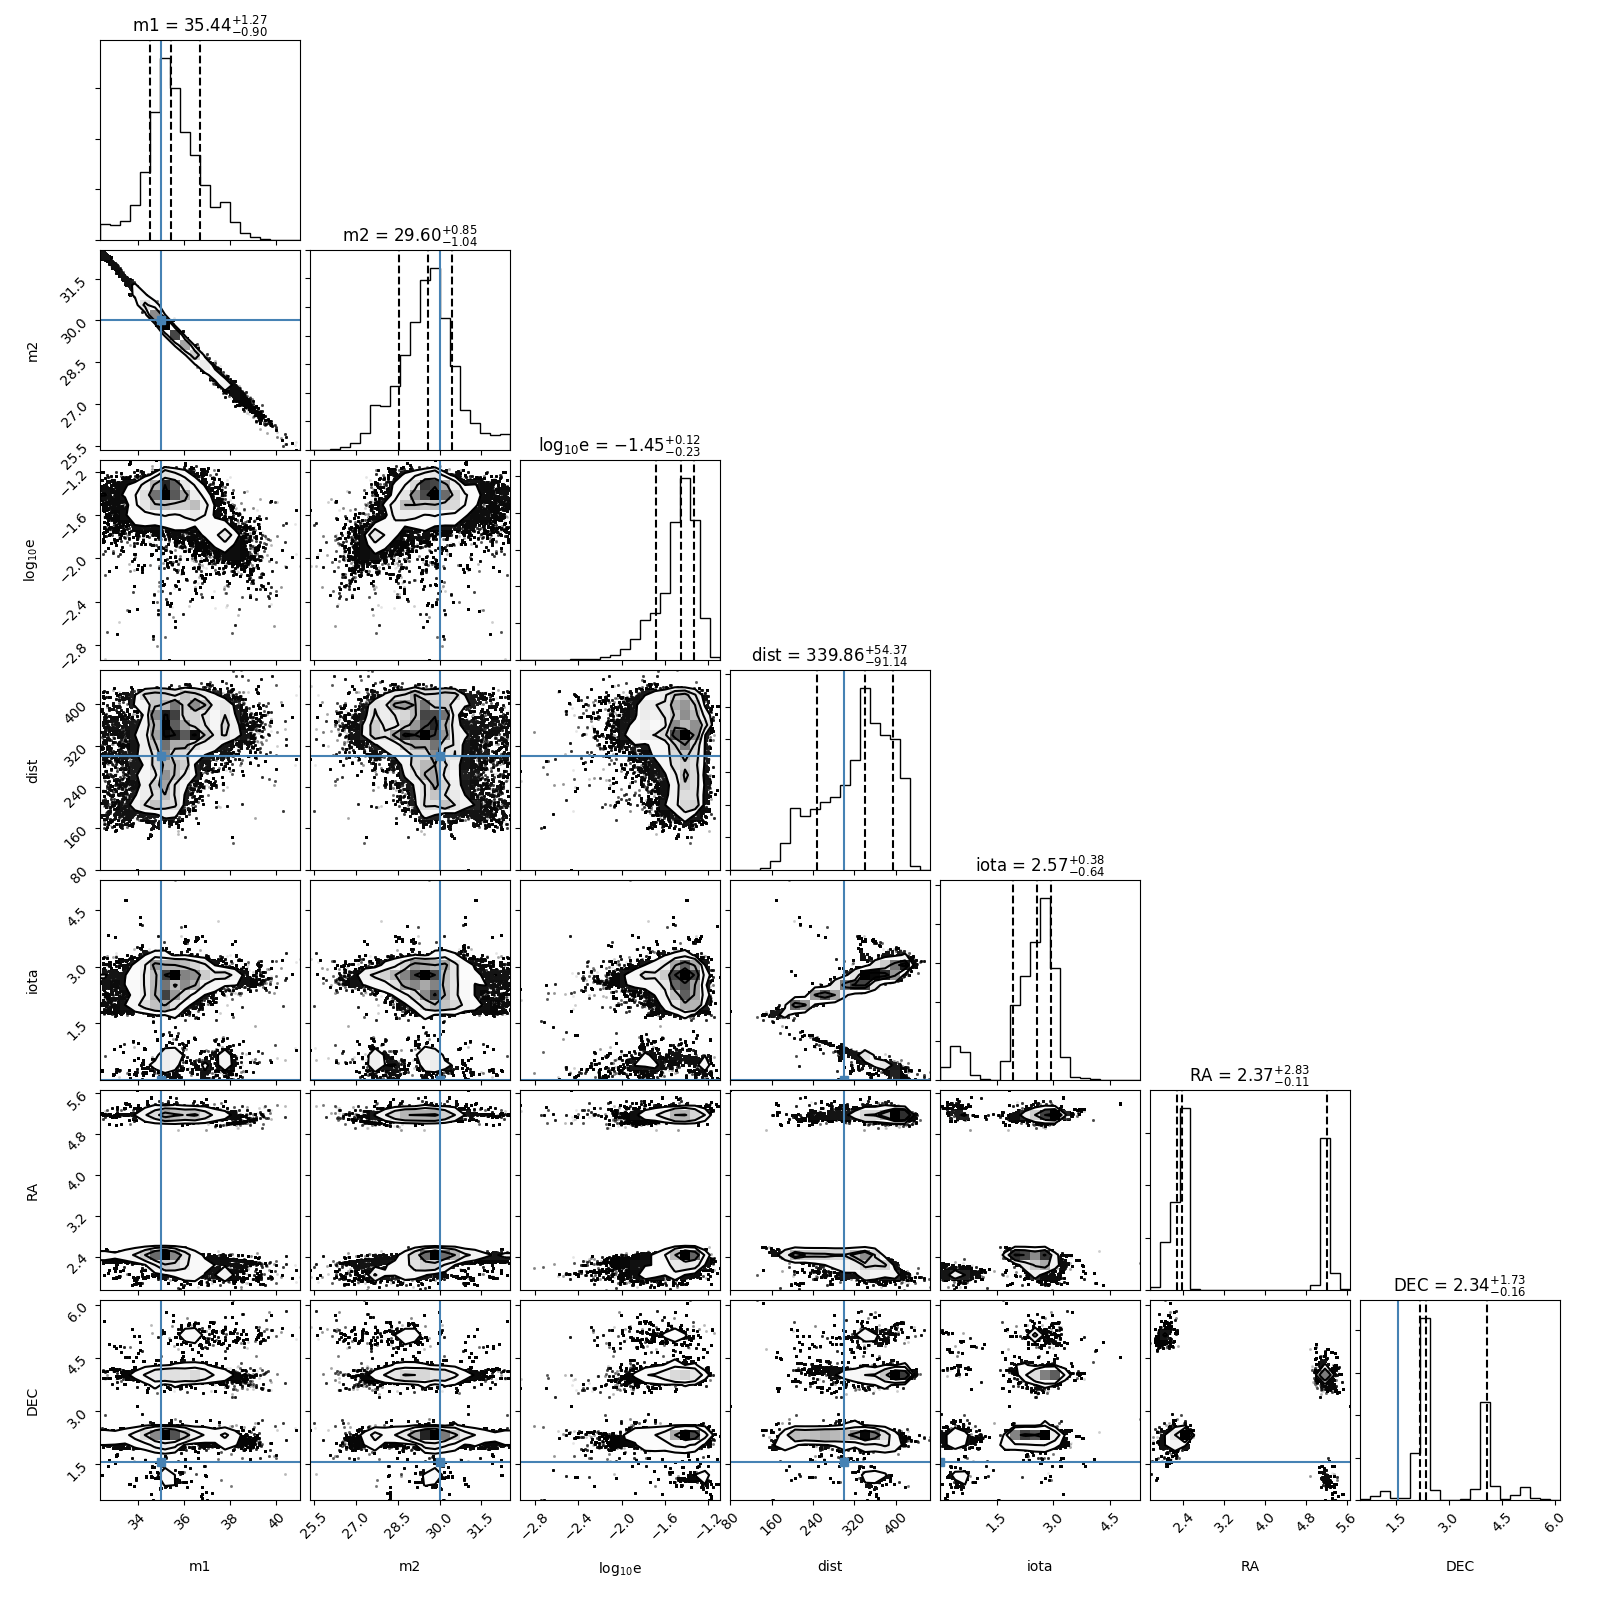 m1 = 35.44 +1.27 −0.90
m2 = 29.60 +0.85 −1.04
31.5
30.0
28.5
27.0
25.5
m2
log10e = −1.45 +0.12 −0.23
−1.2
−1.6
−2.0
−2.4
−2.8
log10e
dist = 339.86 +54.37 −91.14
400
320
240
160
80
dist
iota = 2.57 +0.38 −0.64
4.5
3.0
1.5
iota
RA = 2.37 +2.83 −0.11
5.6
4.8
4.0
3.2
2.4
RA
DEC = 2.34 +1.73 −0.16
6.0
4.5
3.0
1.5
DEC
34 36 38 40 25.5 27.0 28.5 30.0 31.5 −2.8 −2.4 −2.0 −1.6 −1.2 80 160 240 320 400 1.5 3.0 4.5 2.4 3.2 4.0 4.8 5.6 1.5 3.0 4.5 6.0
m1 m2 log10e dist iota RA DEC